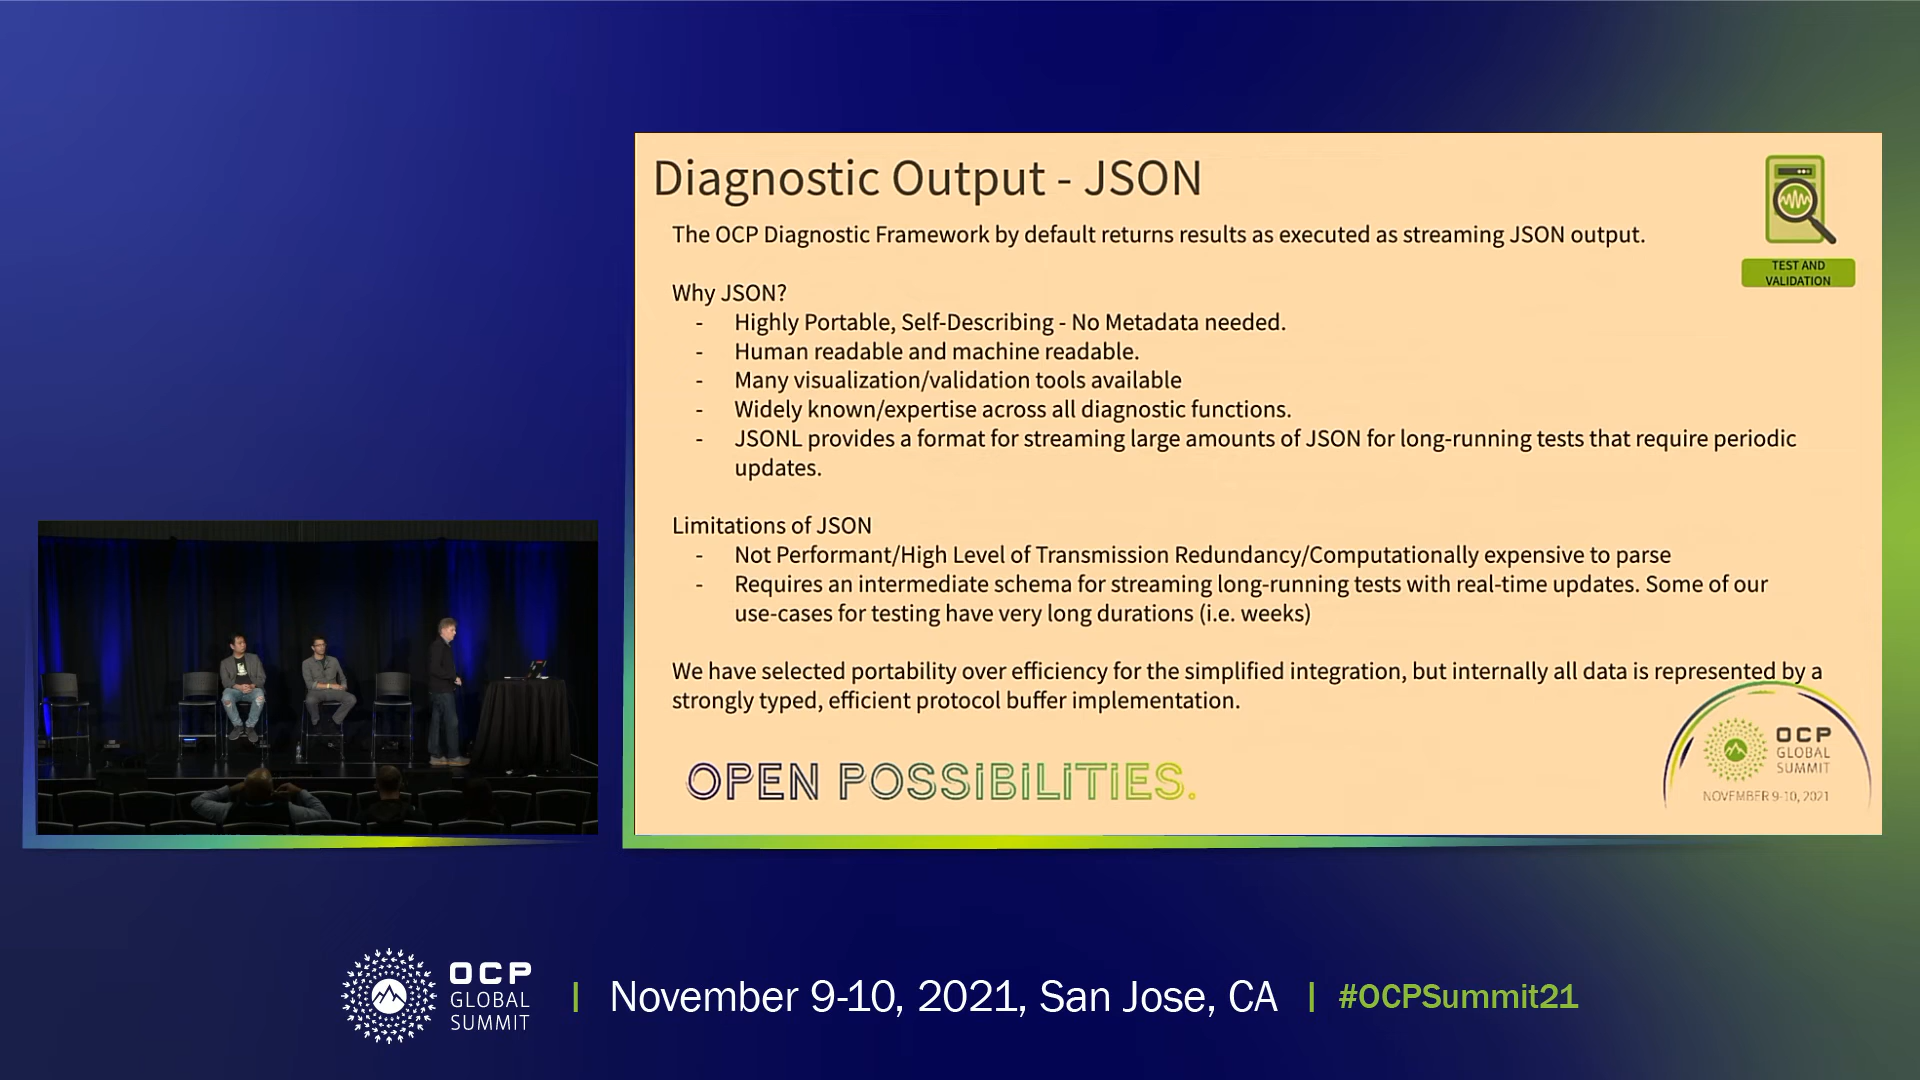 Diagnostic Output - JSON
The OCP Diagnostic Framework by default returns results as executed as streaming JSON output.
TEST AND
VALIDATION
Why JSON?
- Highly Portable, Self-Describing - No Metadata needed.
- Human readable and machine readable.
- Many visualization/validation tools available
- Widely known/expertise across all diagnostic functions.
- JSONL provides a format for streaming large amounts of JSON for long-running tests that require periodic
updates.
Limitations of JSON
- Not Performant/High Level of Transmission Redundancy/Computationally expensive to parse
- Requires an intermediate schema for streaming long-running tests with real-time updates. Some of our
use-cases for testing have very long durations (i.e. weeks)
We have selected portability over efficiency for the simplified integration, but internally all data is represented by a
strongly typed, efficient protocol buffer implementation.
OPEN POSSIBILITIES.
OCP
GLOBAL
SUMMIT
NOVEMBER 9-10, 2021
OCP
GLOBAL
SUMMIT
| November 9-10, 2021, San Jose, CA | #OCPSummit21